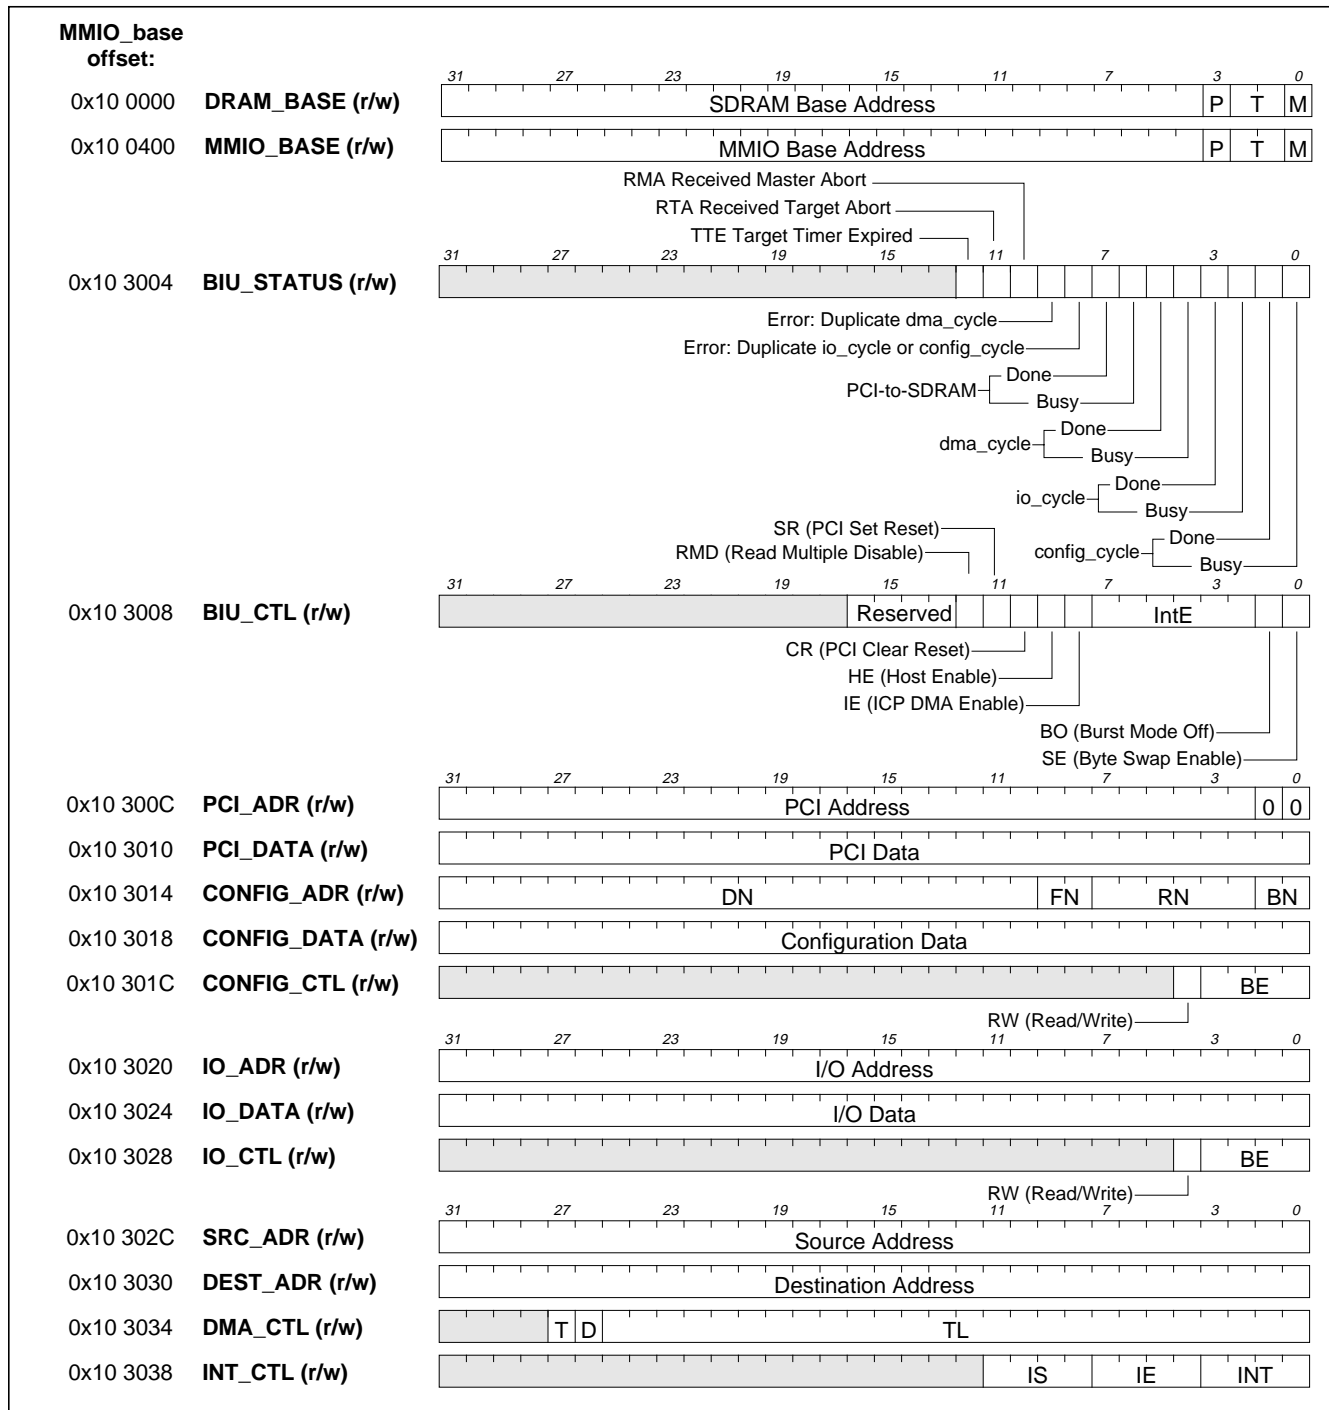 MMIO_base
offset:
31 27 23 19 15 11 7 3 0
0x10 0000 DRAM_BASE (r/w) SDRAM Base Address P T M
0x10 0400 MMIO_BASE (r/w) MMIO Base Address P T M
RMA Received Master Abort
RTA Received Target Abort
TTE Target Timer Expired
31 27 23 19 15 11 7 3 0
0x10 3004 BIU_STATUS (r/w)
Error: Duplicate dma_cycle
Error: Duplicate io_cycle or config_cycle
Done
PCI-to-SDRAM
Busy
Done
dma_cycle
Busy
Done
io_cycle
Busy
SR (PCI Set Reset)
Done
RMD (Read Multiple Disable)
config_cycle
Busy
31 27 23 19 15 11 7 3 0
0x10 3008 BIU_CTL (r/w) Reserved IntE
CR (PCI Clear Reset)
HE (Host Enable)
IE (ICP DMA Enable)
BO (Burst Mode Off)
SE (Byte Swap Enable)
31 27 23 19 15 11 7 3 0
0x10 300C PCI_ADR (r/w) PCI Address 0 0
0x10 3010 PCI_DATA (r/w) PCI Data
0x10 3014 CONFIG_ADR (r/w) DN FN RN BN
0x10 3018 CONFIG_DATA (r/w) Configuration Data
0x10 301C CONFIG_CTL (r/w) BE
RW (Read/Write)
31 27 23 19 15 11 7 3 0
0x10 3020 IO_ADR (r/w) I/O Address
0x10 3024 IO_DATA (r/w) I/O Data
0x10 3028 IO_CTL (r/w) BE
RW (Read/Write)
31 27 23 19 15 11 7 3 0
0x10 302C SRC_ADR (r/w) Source Address
0x10 3030 DEST_ADR (r/w) Destination Address
0x10 3034 DMA_CTL (r/w) T D TL
0x10 3038 INT_CTL (r/w) IS IE INT